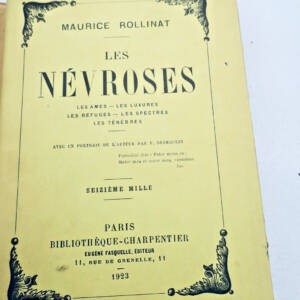 MAURICE ROLLINAT
LES
NÉVROSES
LES AMES — LES LUXURES
LES REFUGES — LES SPECTRES
LES TÉNÈBRES
AVEC UN PORTRAIT DE L'AUTEUR PAR F. DESMOULIN
SEIZIÈME MILLE
PARIS
BIBLIOTHÈQUE-CHARPENTIER
EUGÈNE FASQUELLE, ÉDITEUR
11, RUE DE GRENELLE, 11
1923